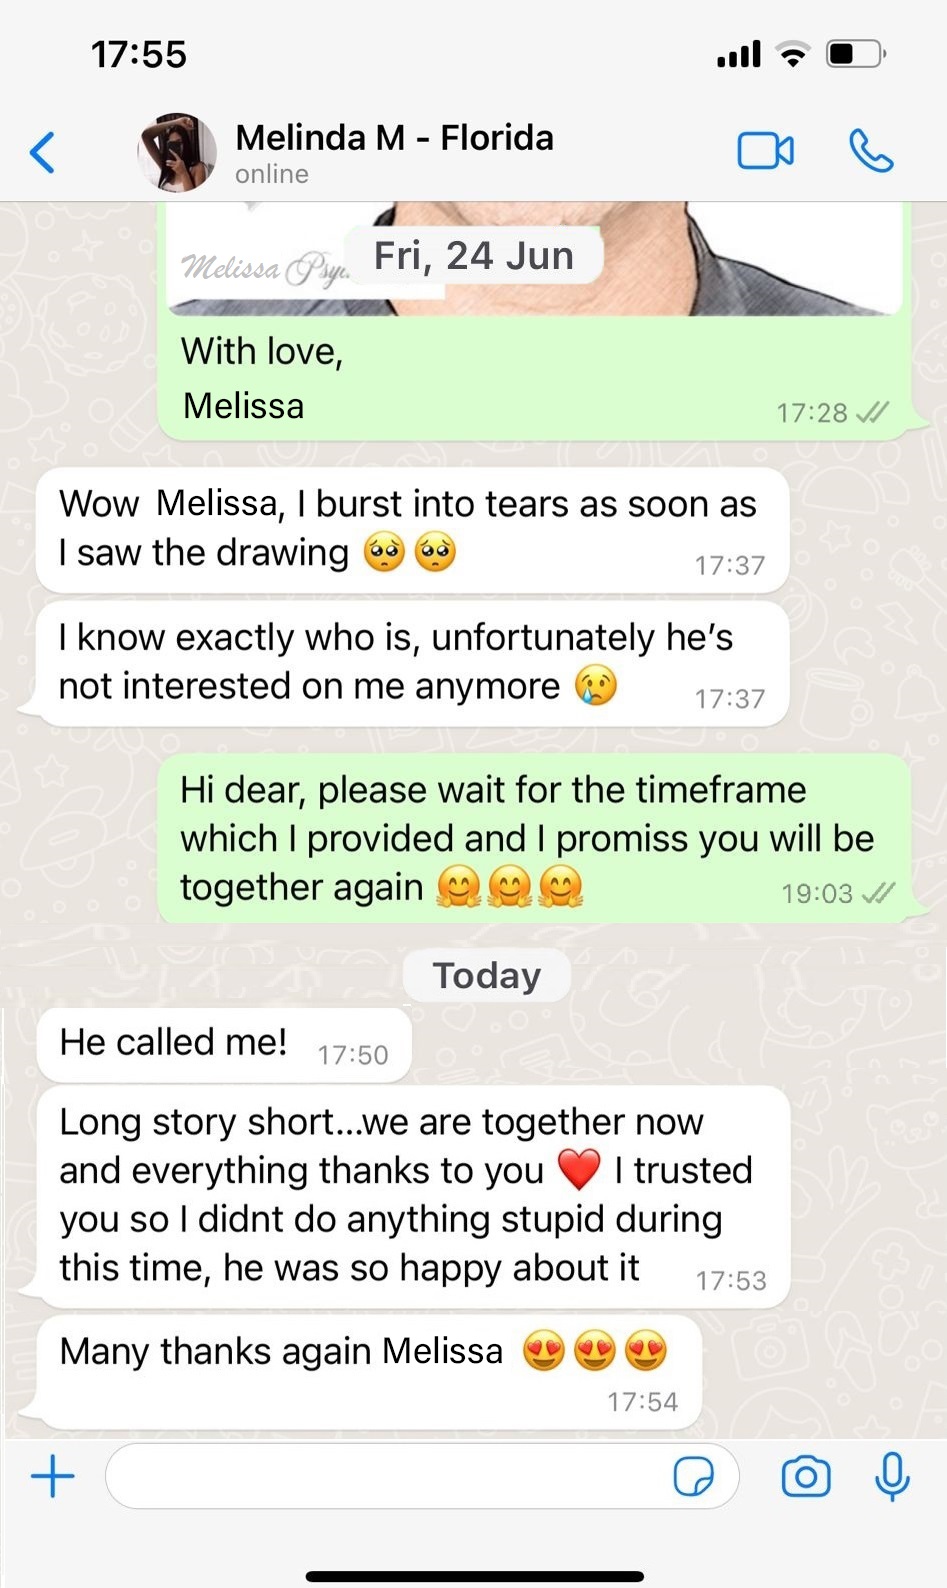 17:55
Melinda M - Florida
online
Melissa Psy
Fri, 24 Jun
With love,
Melissa
17:28
Wow Melissa, I burst into tears as soon as
I saw the drawing 🥺🥺
17:37
I know exactly who is, unfortunately he's
not interested on me anymore 😢
17:37
Hi dear, please wait for the timeframe
which I provided and I promiss you will be
together again 🤗🤗🤗
19:03
Today
He called me!
17:50
Long story short...we are together now
and everything thanks to you ❤️ I trusted
you so I didnt do anything stupid during
this time, he was so happy about it
17:53
Many thanks again Melissa 😍😍😍
17:54